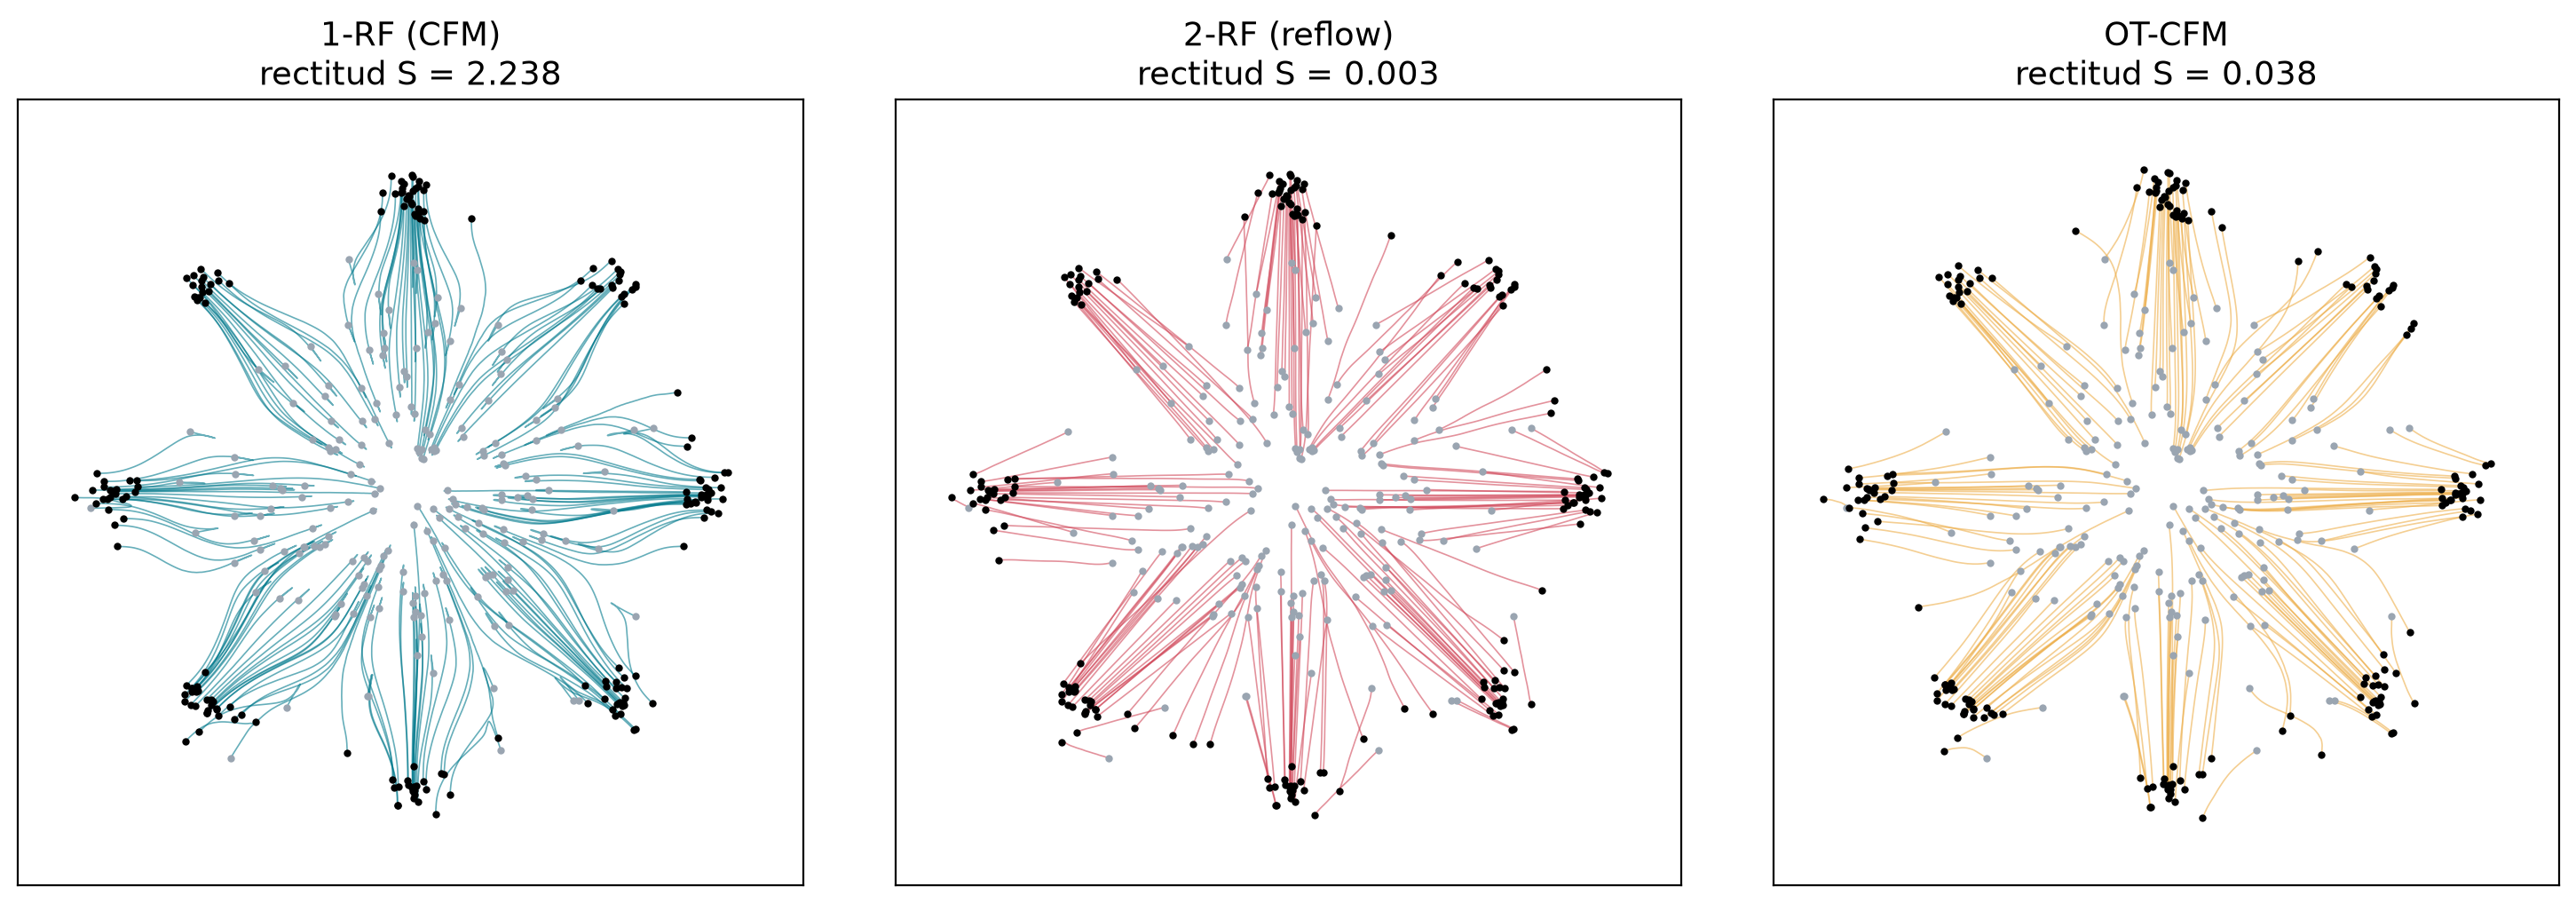 1-RF (CFM)
rectitud S = 2.238
2-RF (reflow)
rectitud S = 0.003
OT-CFM
rectitud S = 0.038